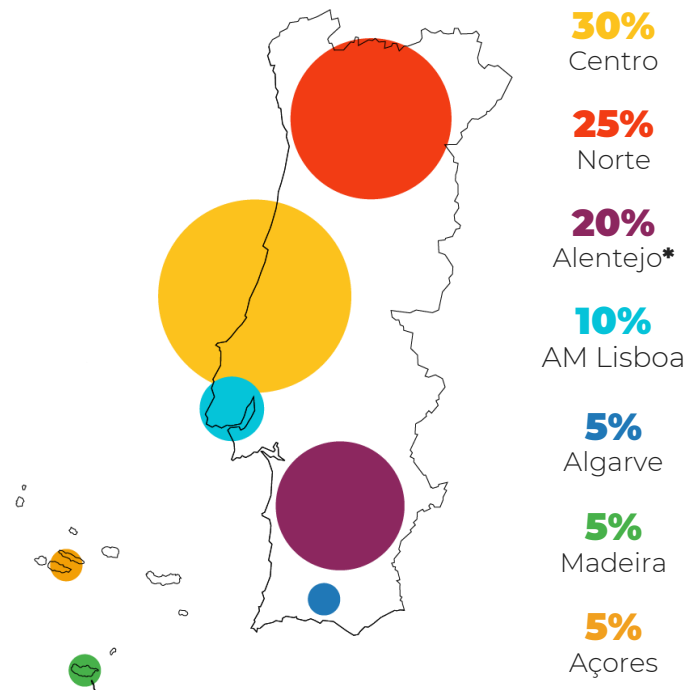 30%
Centro
25%
Norte
20%
Alentejo*
10%
AM Lisboa
5%
Algarve
5%
Madeira
5%
Açores